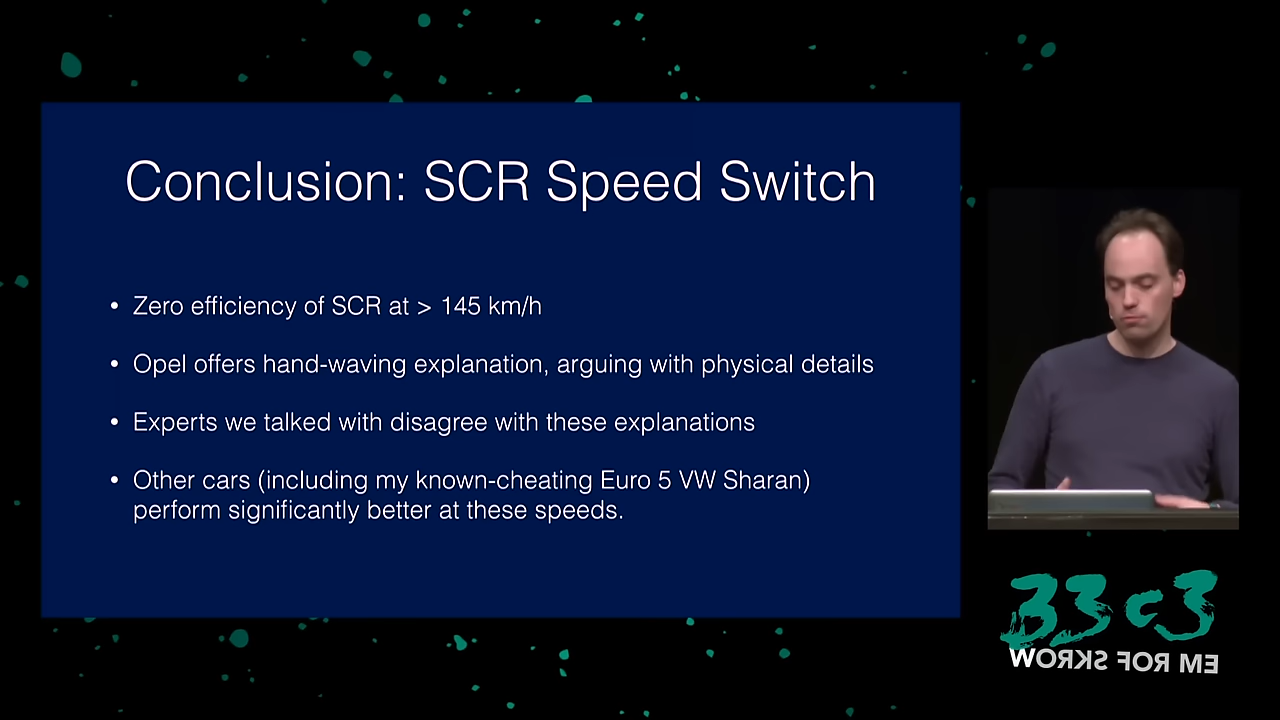 Conclusion: SCR Speed Switch
• Zero efficiency of SCR at > 145 km/h
• Opel offers hand-waving explanation, arguing with physical details
• Experts we talked with disagree with these explanations
• Other cars (including my known-cheating Euro 5 VW Sharan)
perform significantly better at these speeds.
33c3
WORKS FOR ME